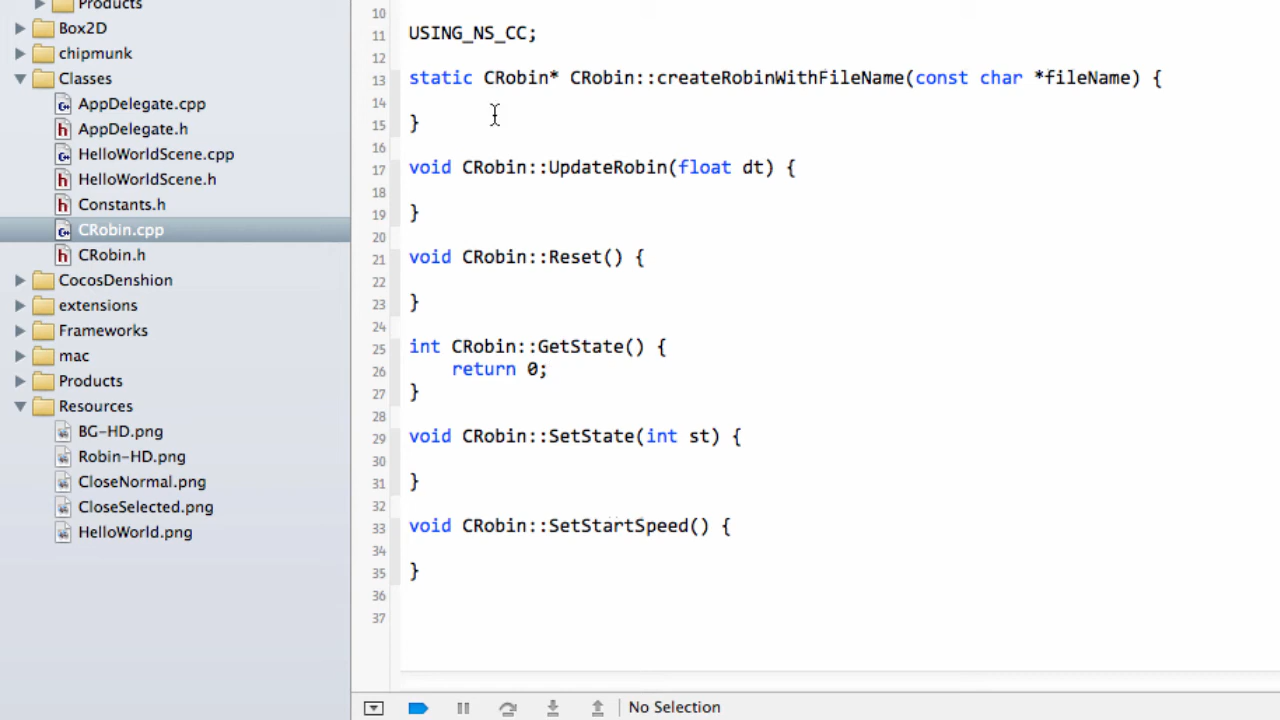 Products
Box2D
chipmunk
Classes
AppDelegate.cpp
AppDelegate.h
HelloWorldScene.cpp
HelloWorldScene.h
Constants.h
CRobin.cpp
CRobin.h
CocosDenshion
extensions
Frameworks
mac
Products
Resources
BG-HD.png
Robin-HD.png
CloseNormal.png
CloseSelected.png
HelloWorld.png
10
11 USING_NS_CC;
12
13 static CRobin* CRobin::createRobinWithFileName(const char *fileName) {
14
15 }
16
17 void CRobin::UpdateRobin(float dt) {
18
19 }
20
21 void CRobin::Reset() {
22
23 }
24
25 int CRobin::GetState() {
26 return 0;
27 }
28
29 void CRobin::SetState(int st) {
30
31 }
32
33 void CRobin::SetStartSpeed() {
34
35 }
36
37
No Selection